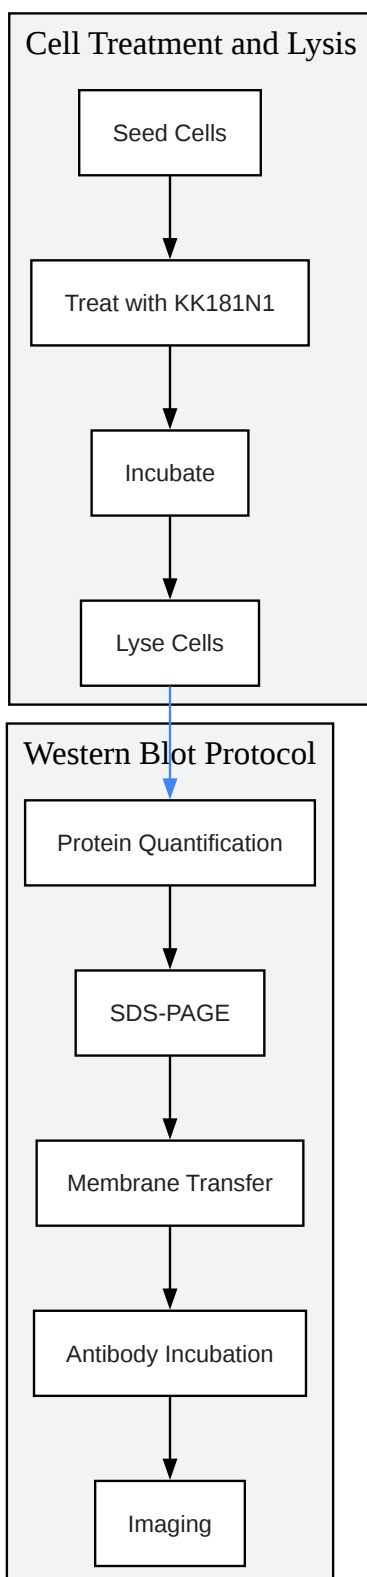 Cell Treatment and Lysis
Seed Cells
Treat with KK181N1
Incubate
Lyse Cells
Western Blot Protocol
Protein Quantification
SDS-PAGE
Membrane Transfer
Antibody Incubation
Imaging